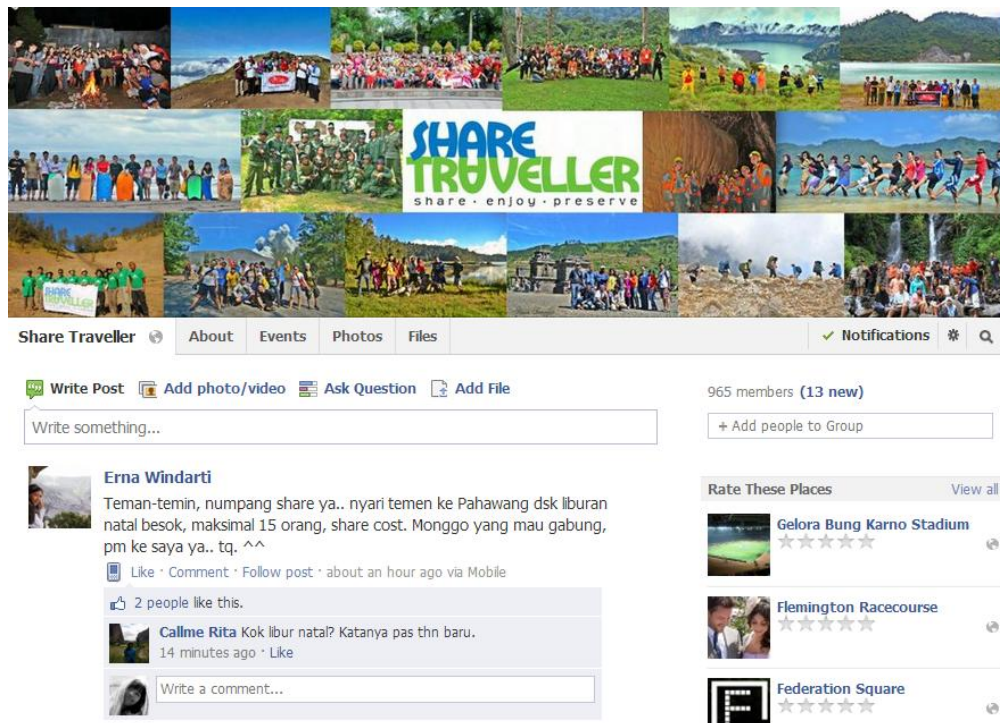 SHARE
TRAVELLER
share · enjoy · preserve
SHARE
TRAVELLER
Share Traveller
About
Events
Photos
Files
✓ Notifications
Write Post
Add photo/video
Ask Question
Add File
Write something...
965 members (13 new)
+ Add people to Group
Erna Windarti
Teman-temin, numpang share ya.. nyari temen ke Pahawang dsk liburan
natal besok, maksimal 15 orang, share cost. Monggo yang mau gabung,
pm ke saya ya.. tq. ^^
Like · Comment · Follow post · about an hour ago via Mobile
2 people like this.
Callme Rita Kok libur natal? Katanya pas thn baru.
14 minutes ago · Like
Write a comment...
Rate These Places
View all
Gelora Bung Karno Stadium
Flemington Racecourse
Federation Square